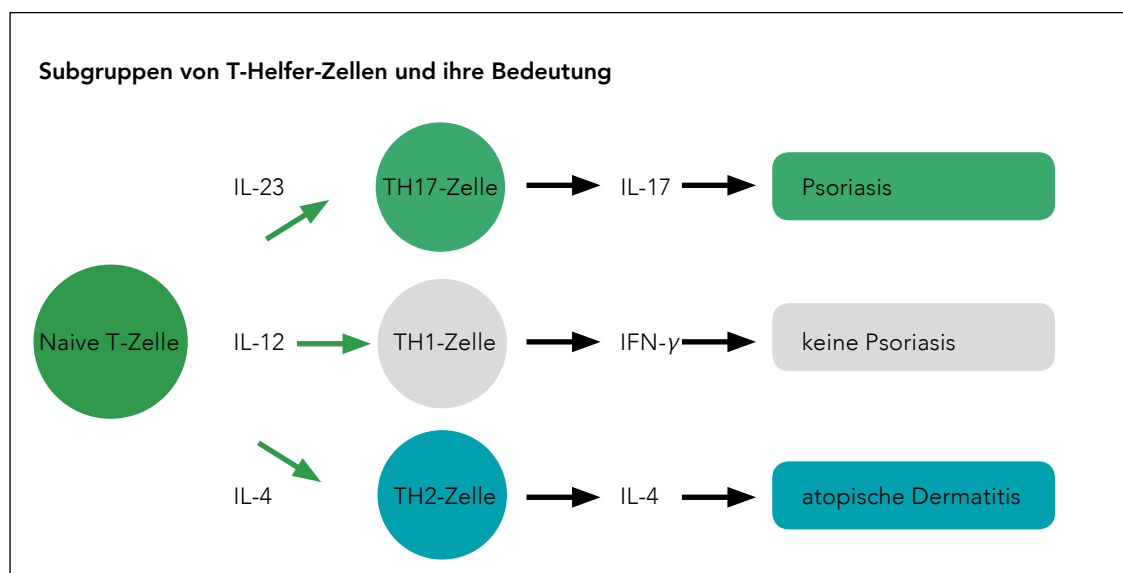 Subgruppen von T-Helfer-Zellen und ihre Bedeutung
IL-23
TH17-Zelle
IL-17
Psoriasis
Naive T-Zelle
IL-12
TH1-Zelle
IFN-γ
keine Psoriasis
IL-4
TH2-Zelle
IL-4
atopische Dermatitis